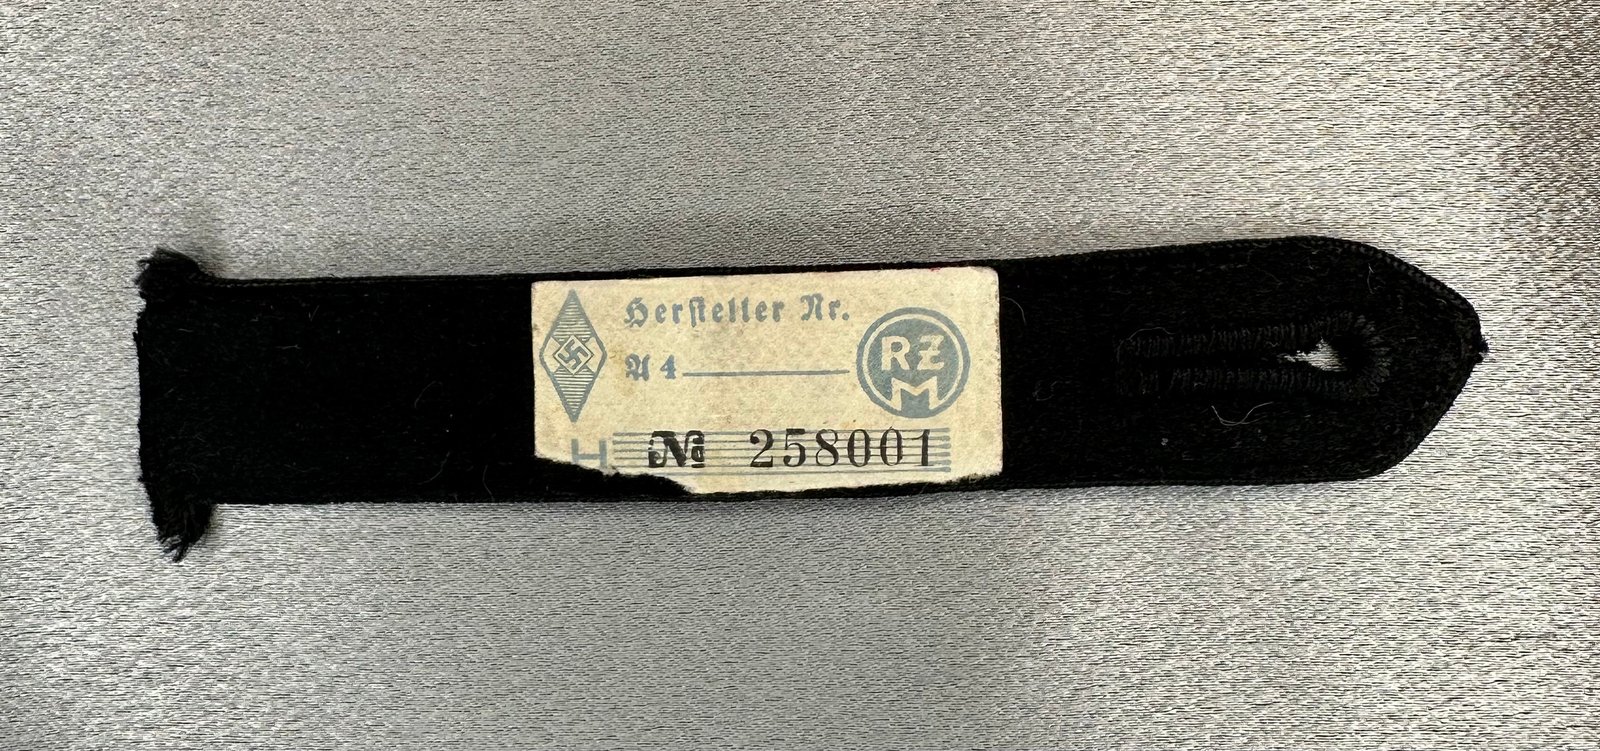 Hersteller Nr.
A 4
RZM
H № 258001